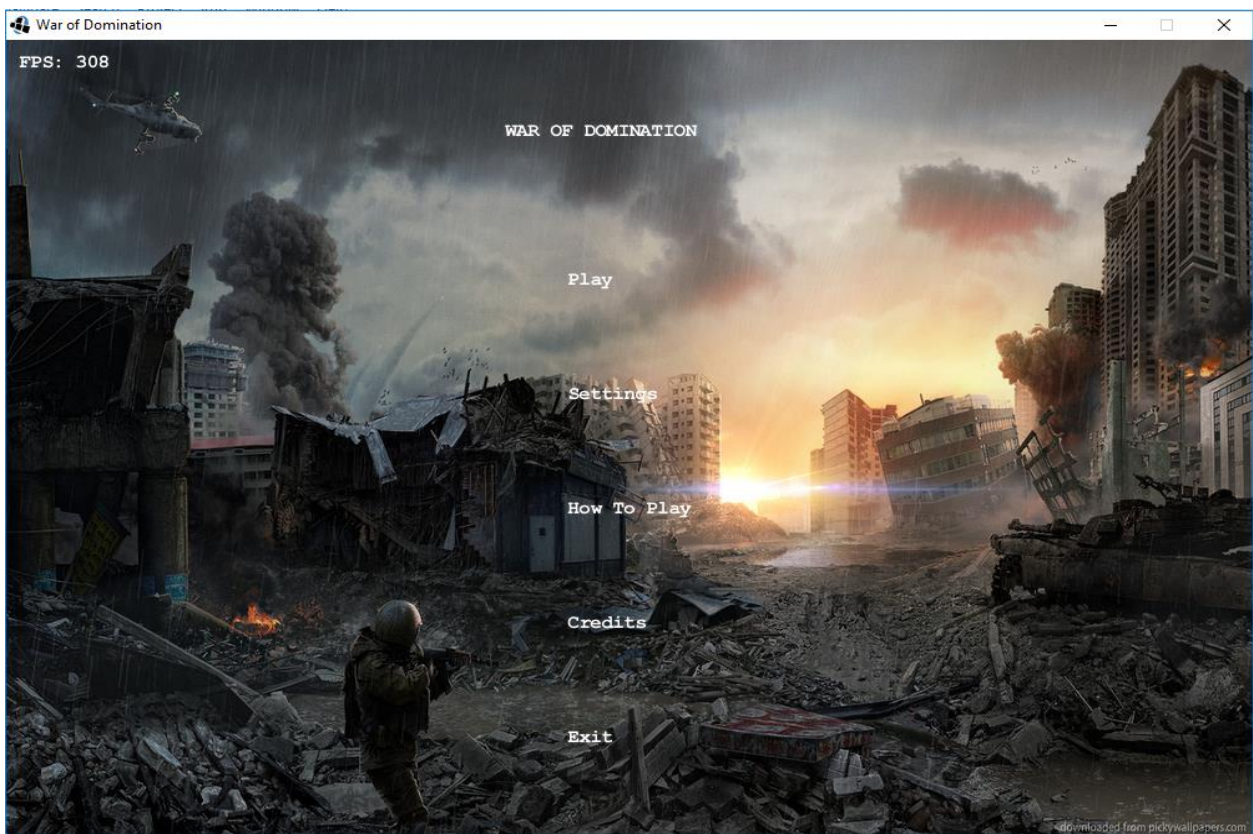 War of Domination
FPS: 308
WAR OF DOMINATION
Play
Settings
How To Play
Credits
Exit
downloaded from pickywallpapers.com